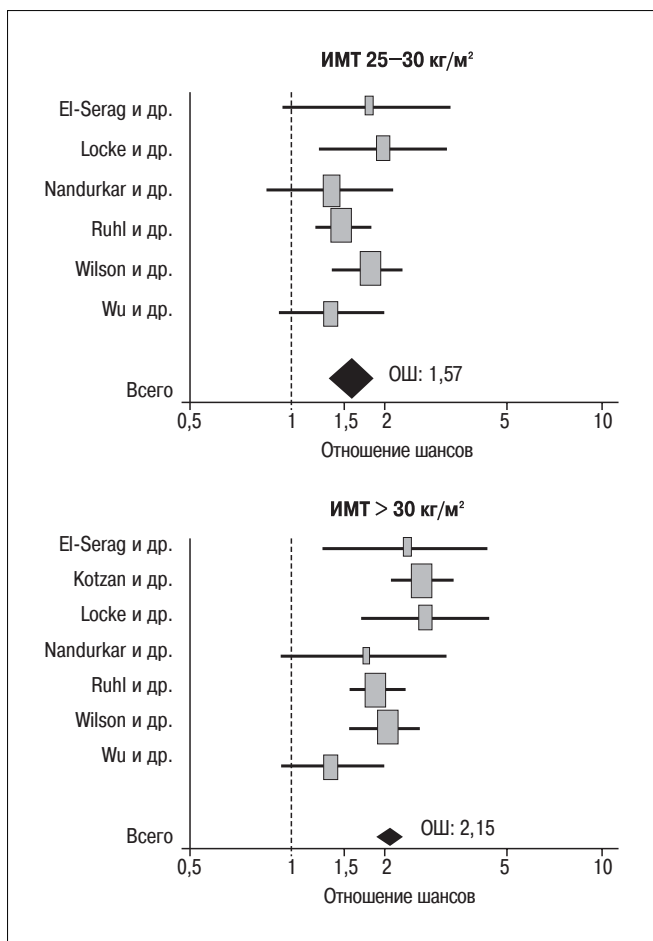 ИМТ 25–30 кг/м²
El-Serag и др.
Locke и др.
Nandurkar и др.
Ruhl и др.
Wilson и др.
Wu и др.
ОШ: 1,57
Всего
0,5 1 1,5 2 5 10
Отношение шансов
ИМТ > 30 кг/м²
El-Serag и др.
Kotzan и др.
Locke и др.
Nandurkar и др.
Ruhl и др.
Wilson и др.
Wu и др.
Всего ОШ: 2,15
0,5 1 1,5 2 5 10
Отношение шансов